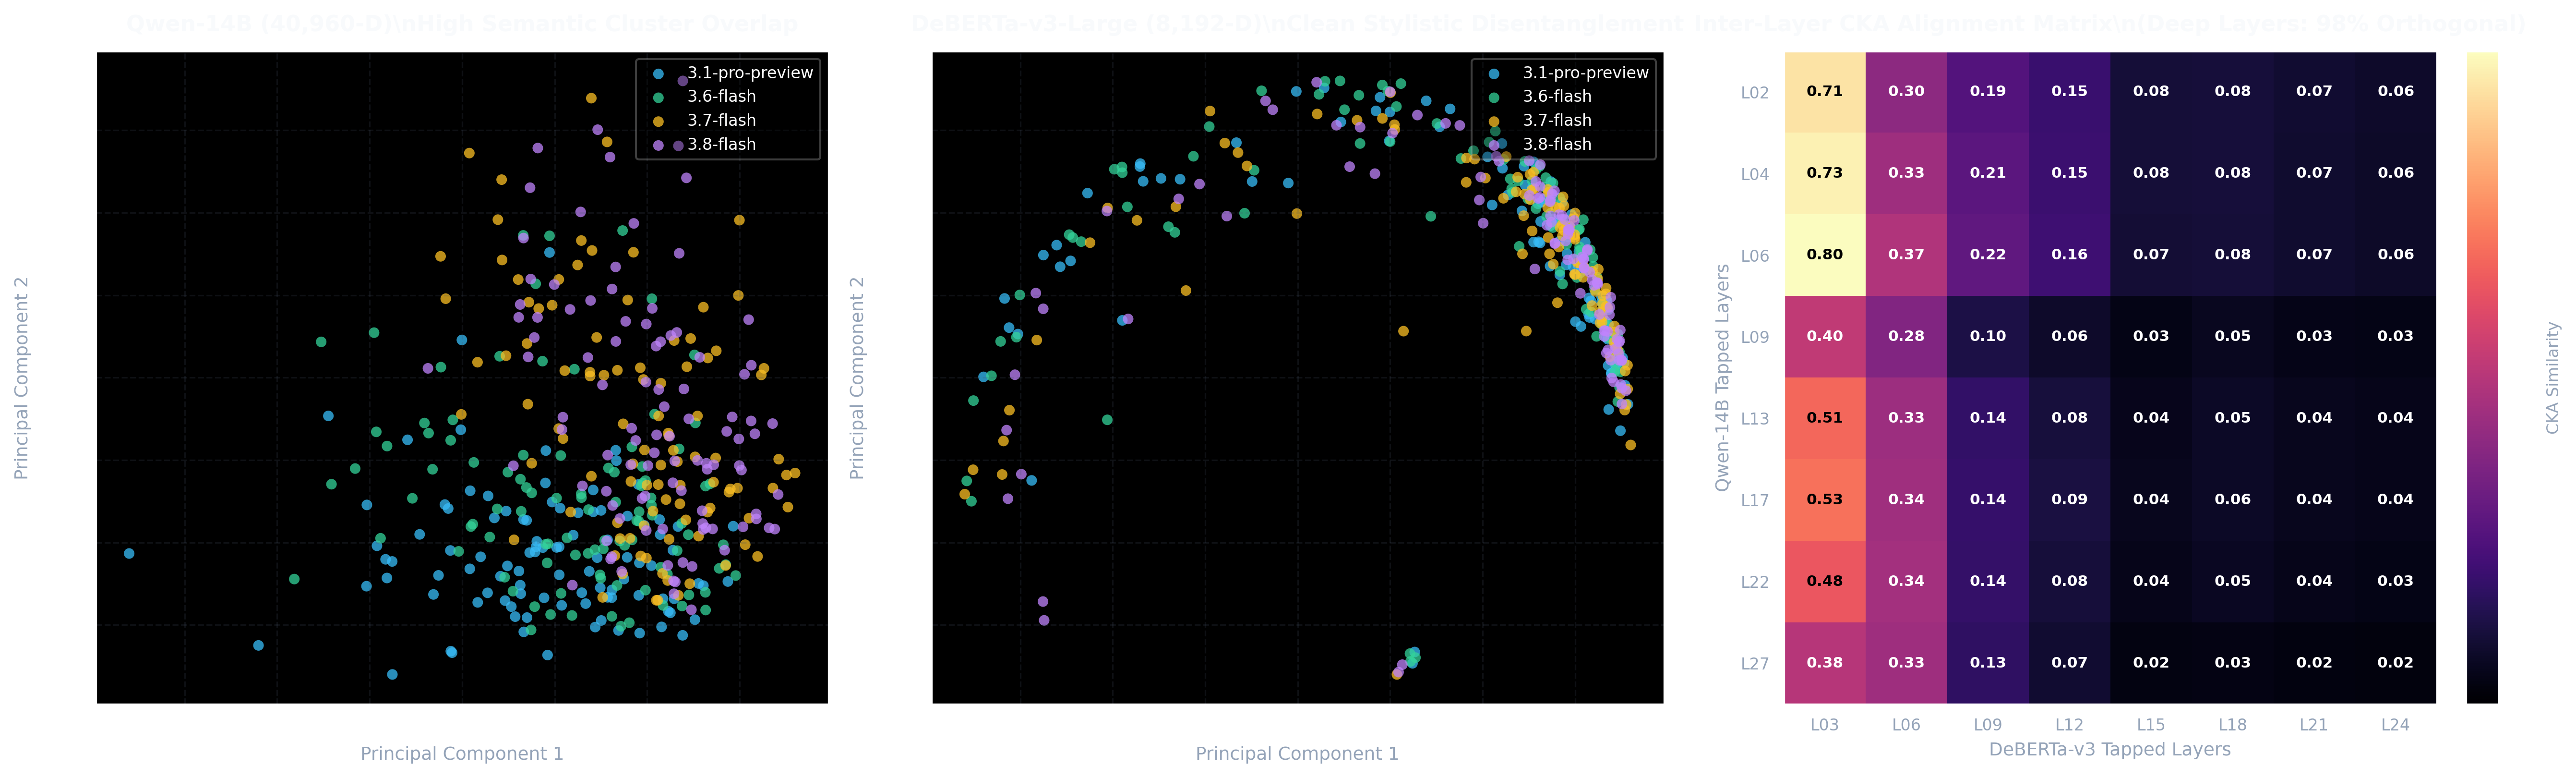 Qwen-14B (40,960-D)\nHigh Semantic Cluster Overlap
Principal Component 2
3.1-pro-preview
3.6-flash
3.7-flash
3.8-flash
Principal Component 1
DeBERTa-v3-Large (8,192-D)\nClean Stylistic Disentanglement
Principal Component 2
3.1-pro-preview
3.6-flash
3.7-flash
3.8-flash
Principal Component 1
Inter-Layer CKA Alignment Matrix\n(Deep Layers: 98% Orthogonal)
Qwen-14B Tapped Layers
L02 0.71 0.30 0.19 0.15 0.08 0.08 0.07 0.06
L04 0.73 0.33 0.21 0.15 0.08 0.08 0.07 0.06
L06 0.80 0.37 0.22 0.16 0.07 0.08 0.07 0.06
L09 0.40 0.28 0.10 0.06 0.03 0.05 0.03 0.03
L13 0.51 0.33 0.14 0.08 0.04 0.05 0.04 0.04
L17 0.53 0.34 0.14 0.09 0.04 0.06 0.04 0.04
L22 0.48 0.34 0.14 0.08 0.04 0.05 0.04 0.03
L27 0.38 0.33 0.13 0.07 0.02 0.03 0.02 0.02
L03 L06 L09 L12 L15 L18 L21 L24
DeBERTa-v3 Tapped Layers
CKA Similarity